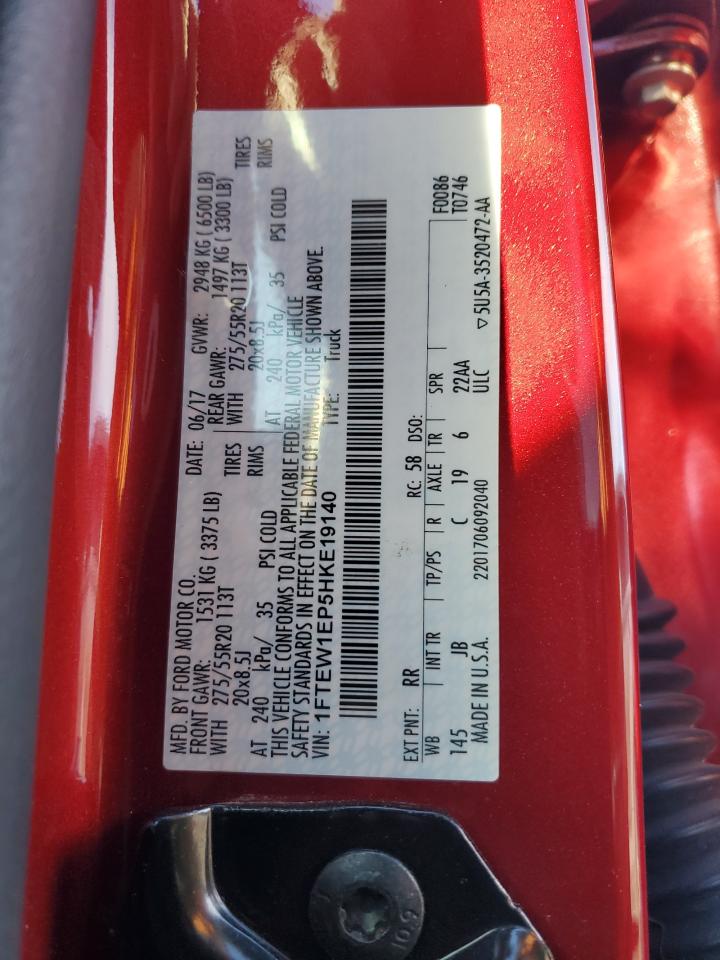 MFD. BY FORD MOTOR CO.
DATE: 06/17 GVWR: 2948 KG ( 6500 LB)
FRONT GAWR: 1531 KG ( 3375 LB)
REAR GAWR: 1497 KG ( 3300 LB)
WITH 275/55R20 113T TIRES
WITH 275/55R20 113T TIRES
20x8.5J RIMS
20x8.5J RIMS
AT 240 kPa/ 35 PSI COLD
AT 240 kPa/ 35 PSI COLD
THIS VEHICLE CONFORMS TO ALL APPLICABLE FEDERAL MOTOR VEHICLE
SAFETY STANDARDS IN EFFECT ON THE DATE OF MANUFACTURE SHOWN ABOVE.
VIN: 1FTEW1EP5HKE19140 TYPE: Truck
EXT PNT: RR RC: 58 DSO: F0086
WB INT TR TP/PS R AXLE TR SPR T0746
145 JB C 19 6 22AA
MADE IN U.S.A. 2201706092040 ULC ▽5U5A-3520472-AA
10.9